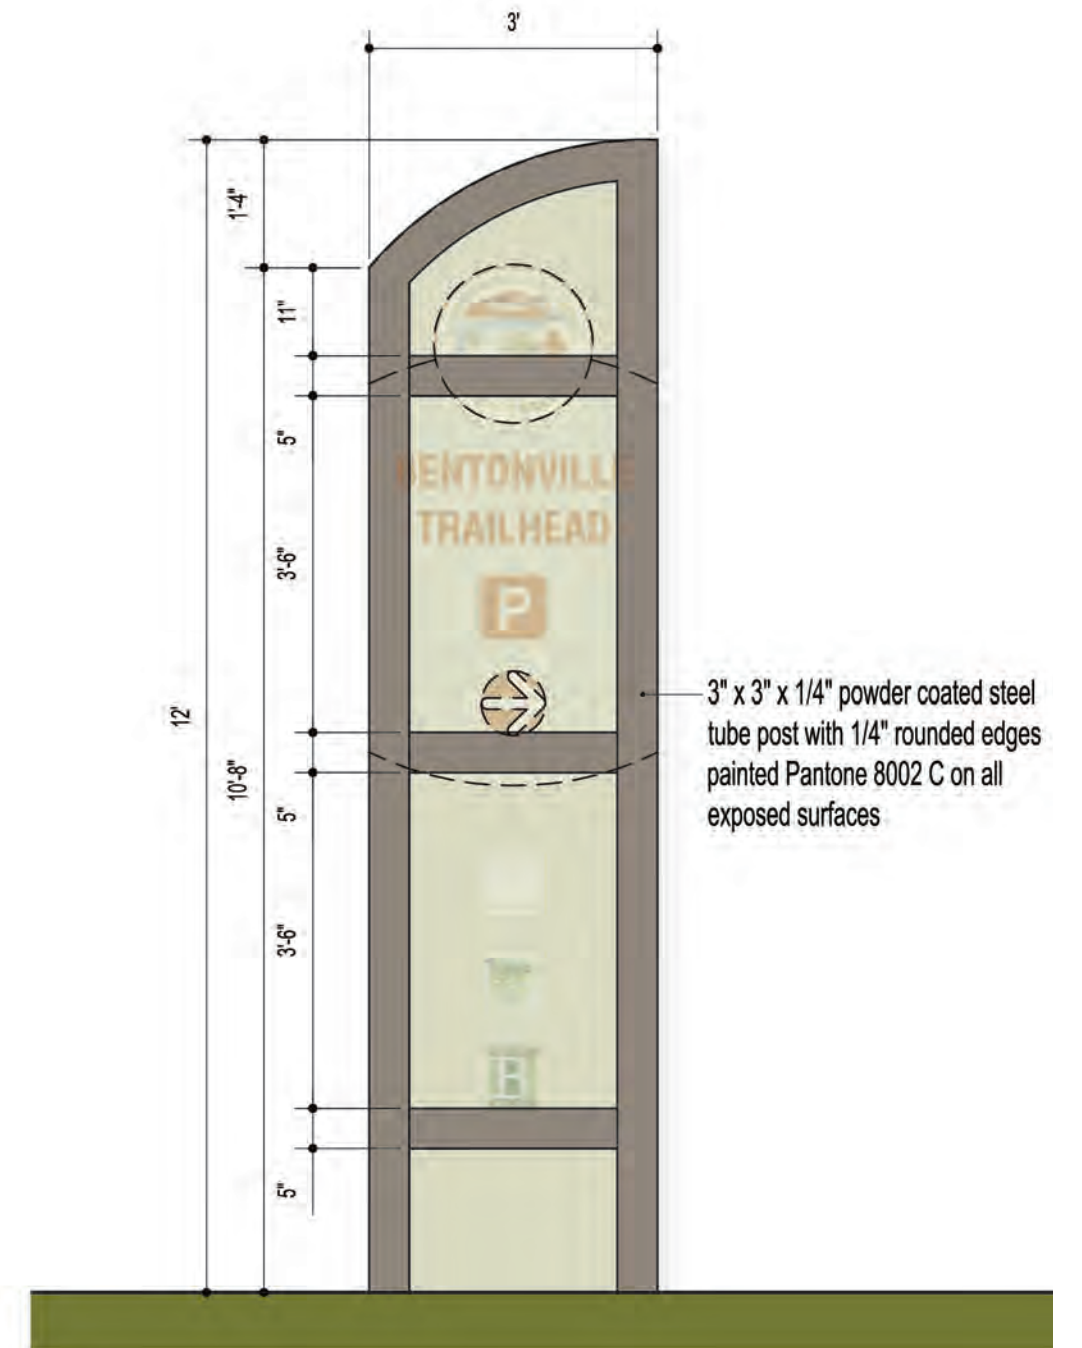 3'
1'-4"
11"
5"
BENTONVILLE
TRAILHEAD
3'-6"
P
3" x 3" x 1/4" powder coated steel
tube post with 1/4" rounded edges
painted Pantone 8002 C on all
exposed surfaces
12'
10'-8"
5"
3'-6"
B
5"